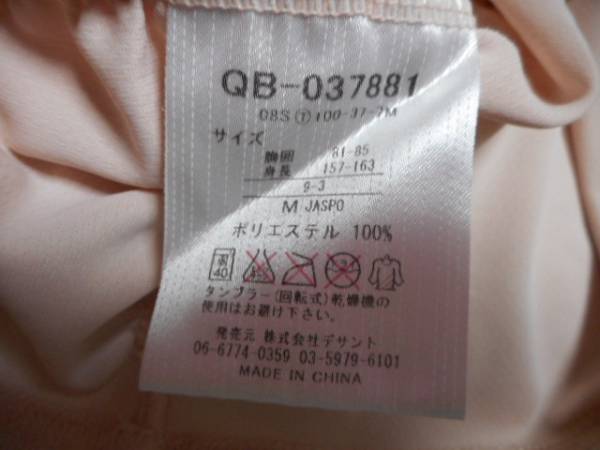 QB-037881
08S ⑦ 100-37-7M
サイズ
胸囲 81-85
身長 157-163
9-3
M JASPO
ポリエステル 100%
40
タンブラー(回転式)乾燥機の
使用はお避け下さい。
発売元 株式会社デサント
06-6774-0359 03-5979-6101
MADE IN CHINA